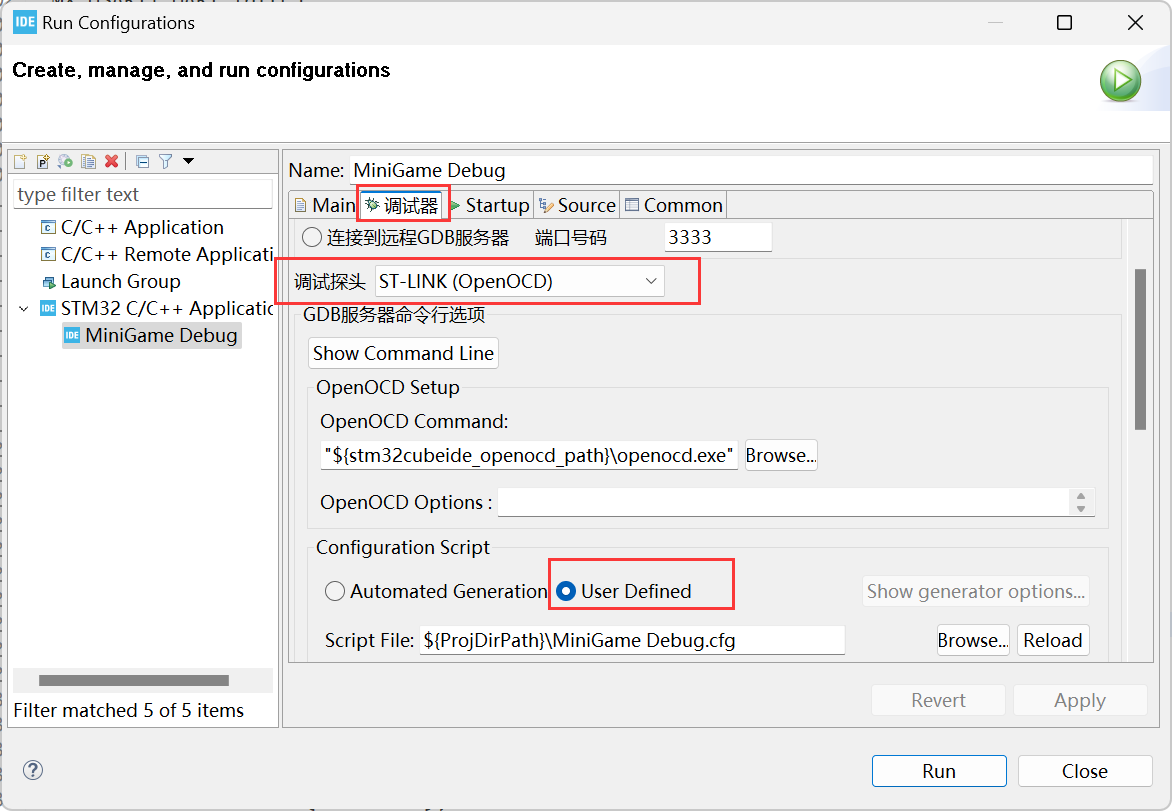 IDE Run Configurations
Create, manage, and run configurations
type filter text
C/C++ Application
C/C++ Remote Applicati
Launch Group
IDE STM32 C/C++ Applicatio
IDE MiniGame Debug
Filter matched 5 of 5 items
Name: MiniGame Debug
Main 调试器 Startup Source Common
连接到远程GDB服务器 端口号码 3333
调试探头 ST-LINK (OpenOCD)
GDB服务器命令行选项
Show Command Line
OpenOCD Setup
OpenOCD Command:
"${stm32cubeide_openocd_path}\openocd.exe" Browse...
OpenOCD Options :
Configuration Script
Automated Generation User Defined Show generator options...
Script File: ${ProjDirPath}\MiniGame Debug.cfg Browse... Reload
Revert Apply
? Run Close